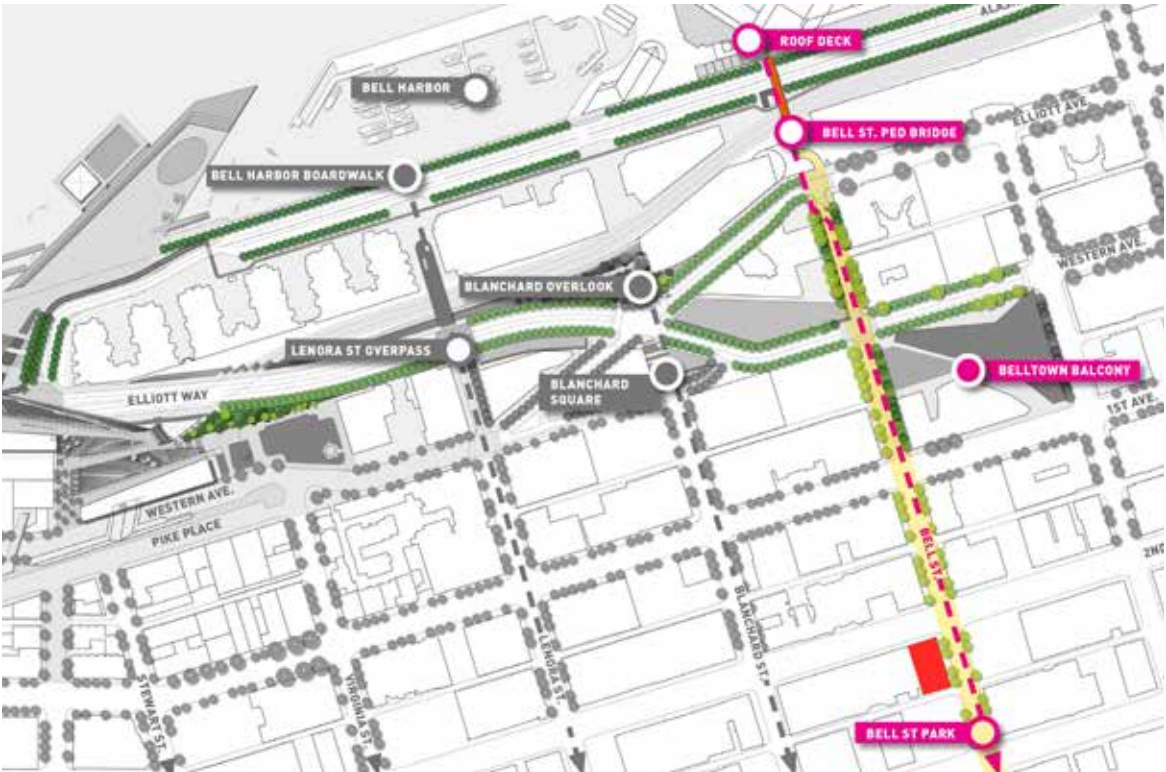 ROOF DECK
ALA
BELL HARBOR
ELLIOTT AVE
BELL ST. PED BRIDGE
BELL HARBOR BOARDWALK
WESTERN AVE.
BLANCHARD OVERLOOK
LENORA ST OVERPASS
BELLTOWN BALCONY
BLANCHARD
SQUARE
ELLIOTT WAY
1ST AVE.
WESTERN AVE.
PIKE PLACE
BELL ST.
2ND
BLANCHARD ST.
LENORA ST.
STEWART ST.
VIRGINIA ST.
BELL ST PARK